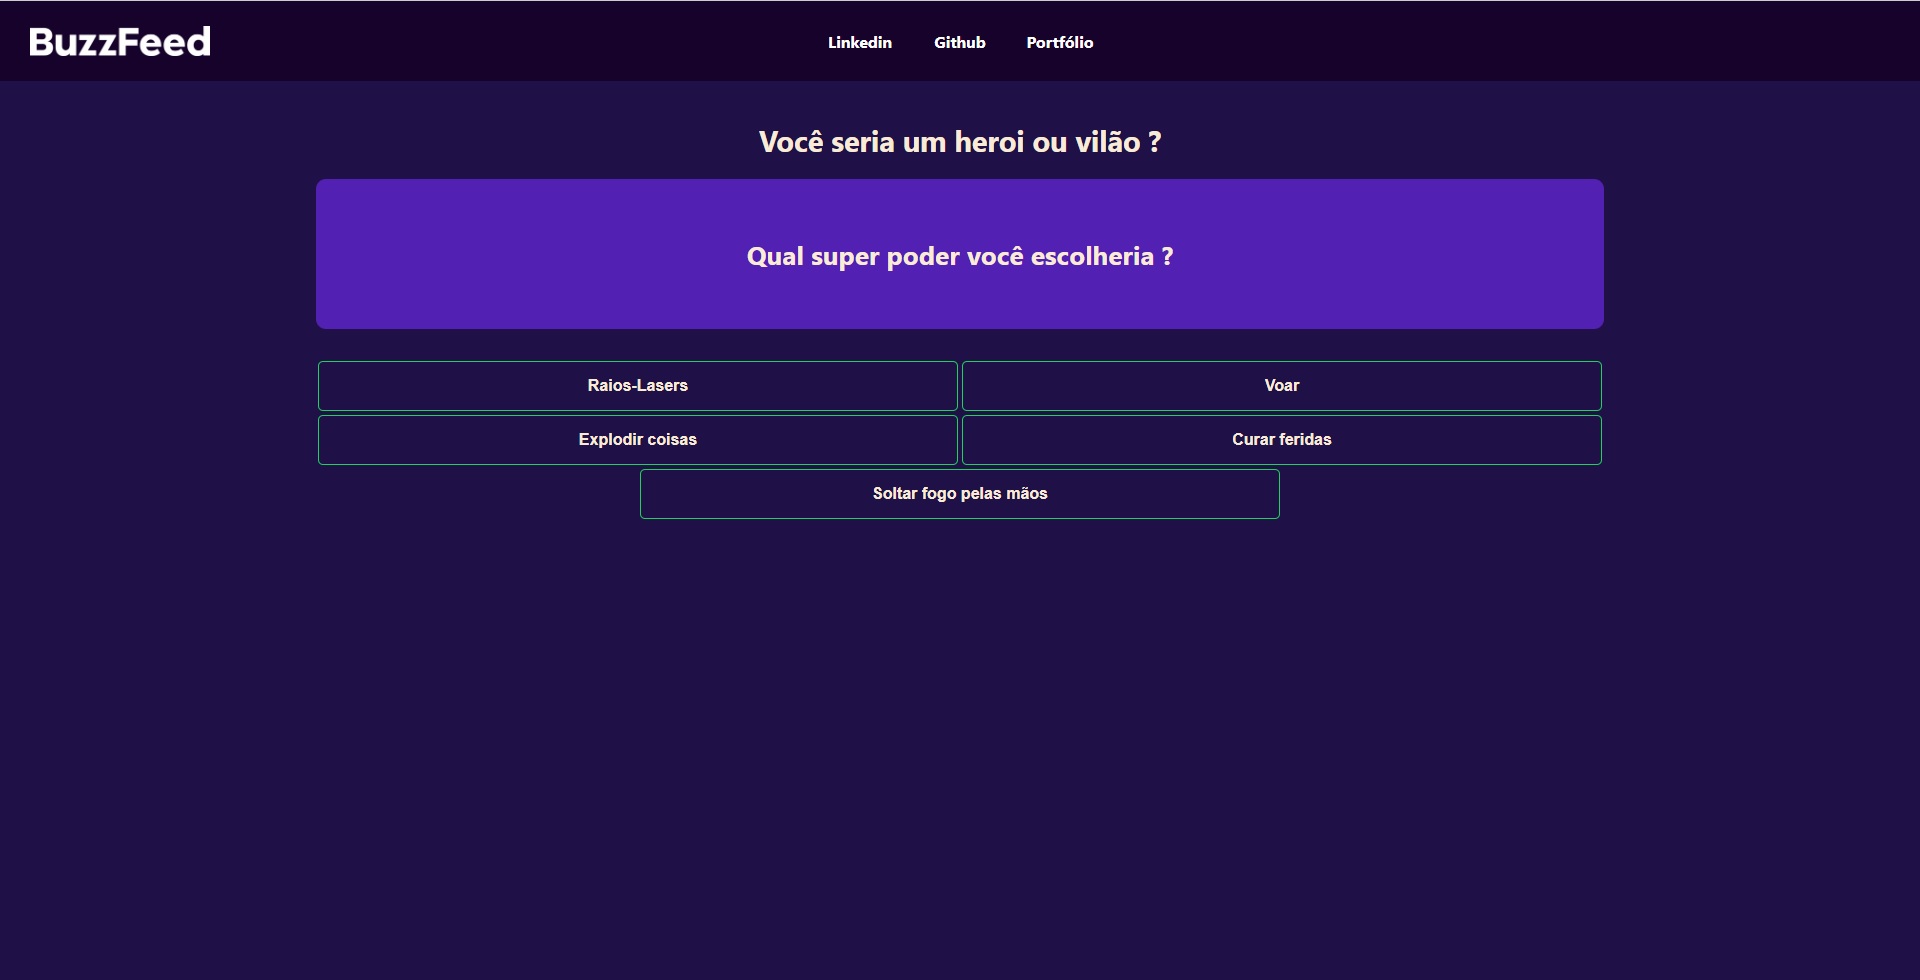 BuzzFeed
Linkedin Github Portfólio
Você seria um heroi ou vilão ?
Qual super poder você escolheria ?
Raios-Lasers Voar
Explodir coisas Curar feridas
Soltar fogo pelas mãos